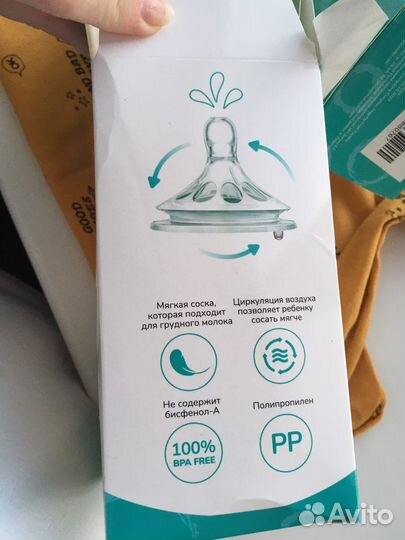 GOOD
Мягкая соска,
которая подходит
для грудного молока
Циркуляция воздуха
позволяет ребенку
сосать мягче
Не содержит
бисфенол-А
Полипропилен
100%
BPA FREE
PP
Avito